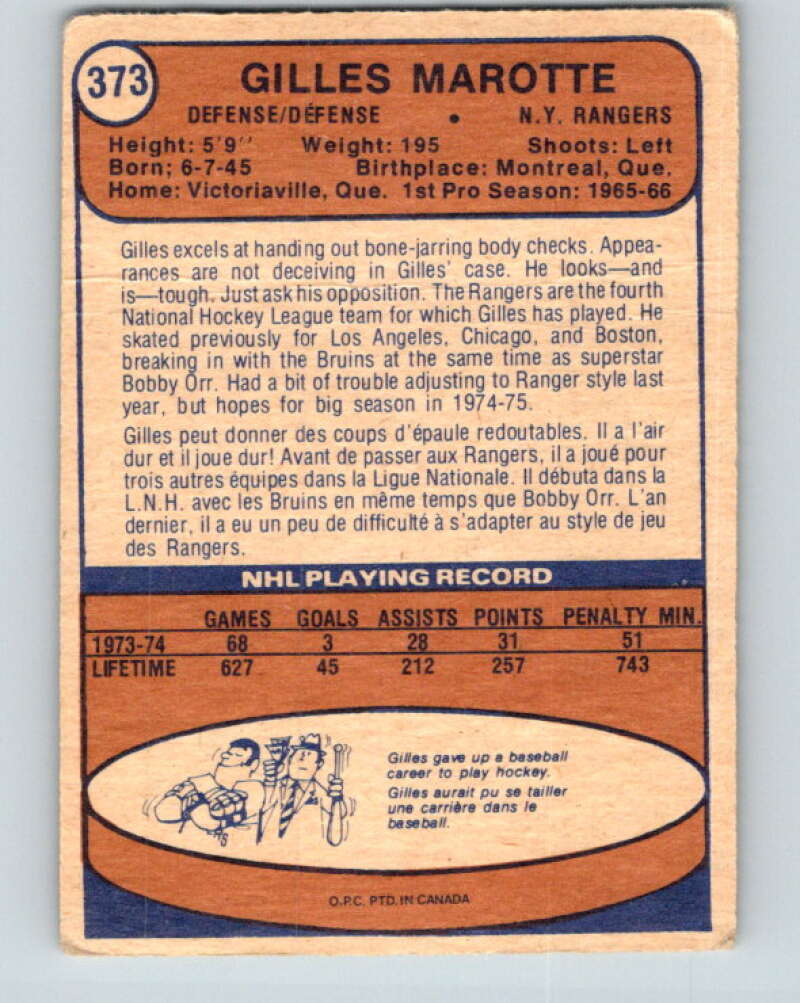 373
GILLES MAROTTE
DEFENSE/DÉFENSE • N.Y. RANGERS
Height: 5'9" Weight: 195 Shoots: Left
Born; 6-7-45 Birthplace: Montreal, Que.
Home: Victoriaville, Que. 1st Pro Season: 1965-66
Gilles excels at handing out bone-jarring body checks. Appea-
rances are not deceiving in Gilles' case. He looks—and
is—tough. Just ask his opposition. The Rangers are the fourth
National Hockey League team for which Gilles has played. He
skated previously for Los Angeles, Chicago, and Boston,
breaking in with the Bruins at the same time as superstar
Bobby Orr. Had a bit of trouble adjusting to Ranger style last
year, but hopes for big season in 1974-75.
Gilles peut donner des coups d'épaule redoutables. Il a l'air
dur et il joue dur! Avant de passer aux Rangers, il a joué pour
trois autres équipes dans la Ligue Nationale. Il débuta dans la
L.N.H. avec les Bruins en même temps que Bobby Orr. L'an
dernier, il a eu un peu de difficulté à s'adapter au style de jeu
des Rangers.
NHL PLAYING RECORD
GAMES GOALS ASSISTS POINTS PENALTY MIN.
1973-74 68 3 28 31 51
LIFETIME 627 45 212 257 743
Gilles gave up a baseball
career to play hockey.
Gilles aurait pu se tailler
une carrière dans le
baseball.
O.P.C. PTD. IN CANADA